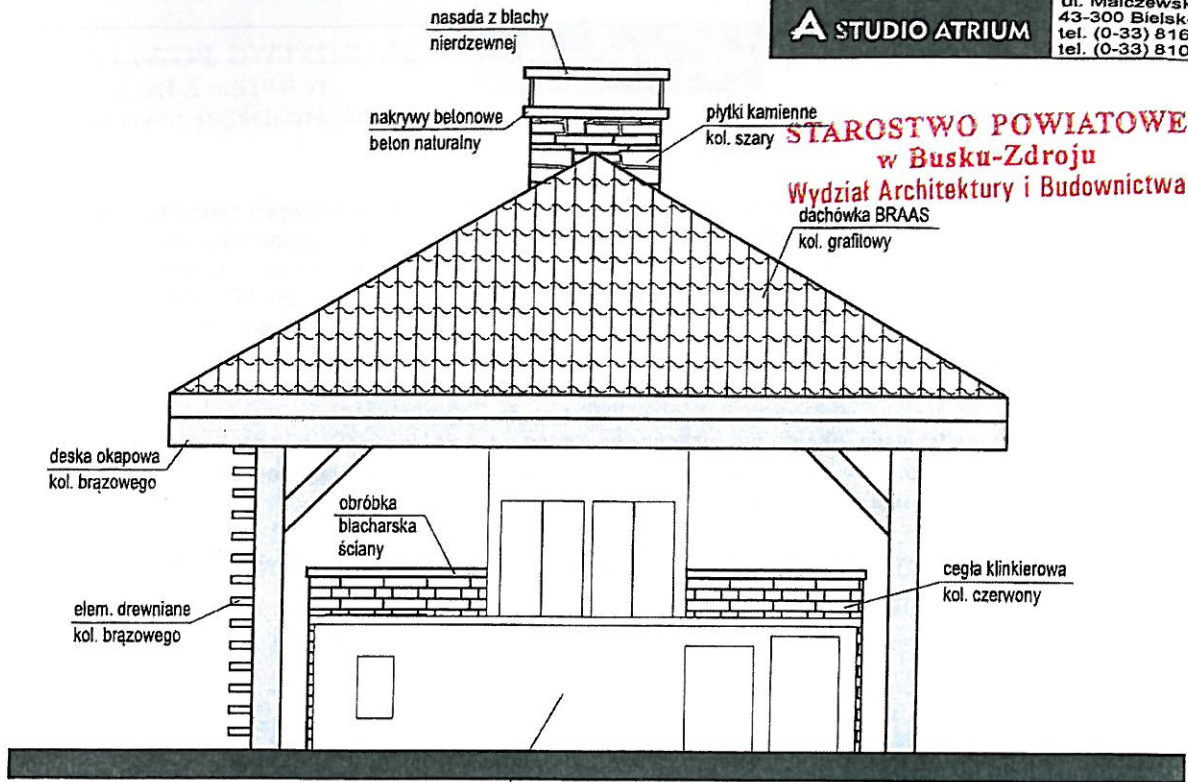 nasada z blachy
nierdzewnej
A STUDIO ATRIUM
43-300 Bielsk
tel. (0-33) 816
tel. (0-33) 810
nakrywy betonowe
beton naturalny
płytki kamienne
kol. szary
STAROSTWO POWIATOWE
w Busku-Zdroju
Wydział Architektury i Budownictwa
dachówka BRAAS
kol. grafitowy
deska okapowa
kol. brązowego
obróbka
blacharska
ściany
cegła klinkierowa
kol. czerwony
elem. drewniane
kol. brązowego